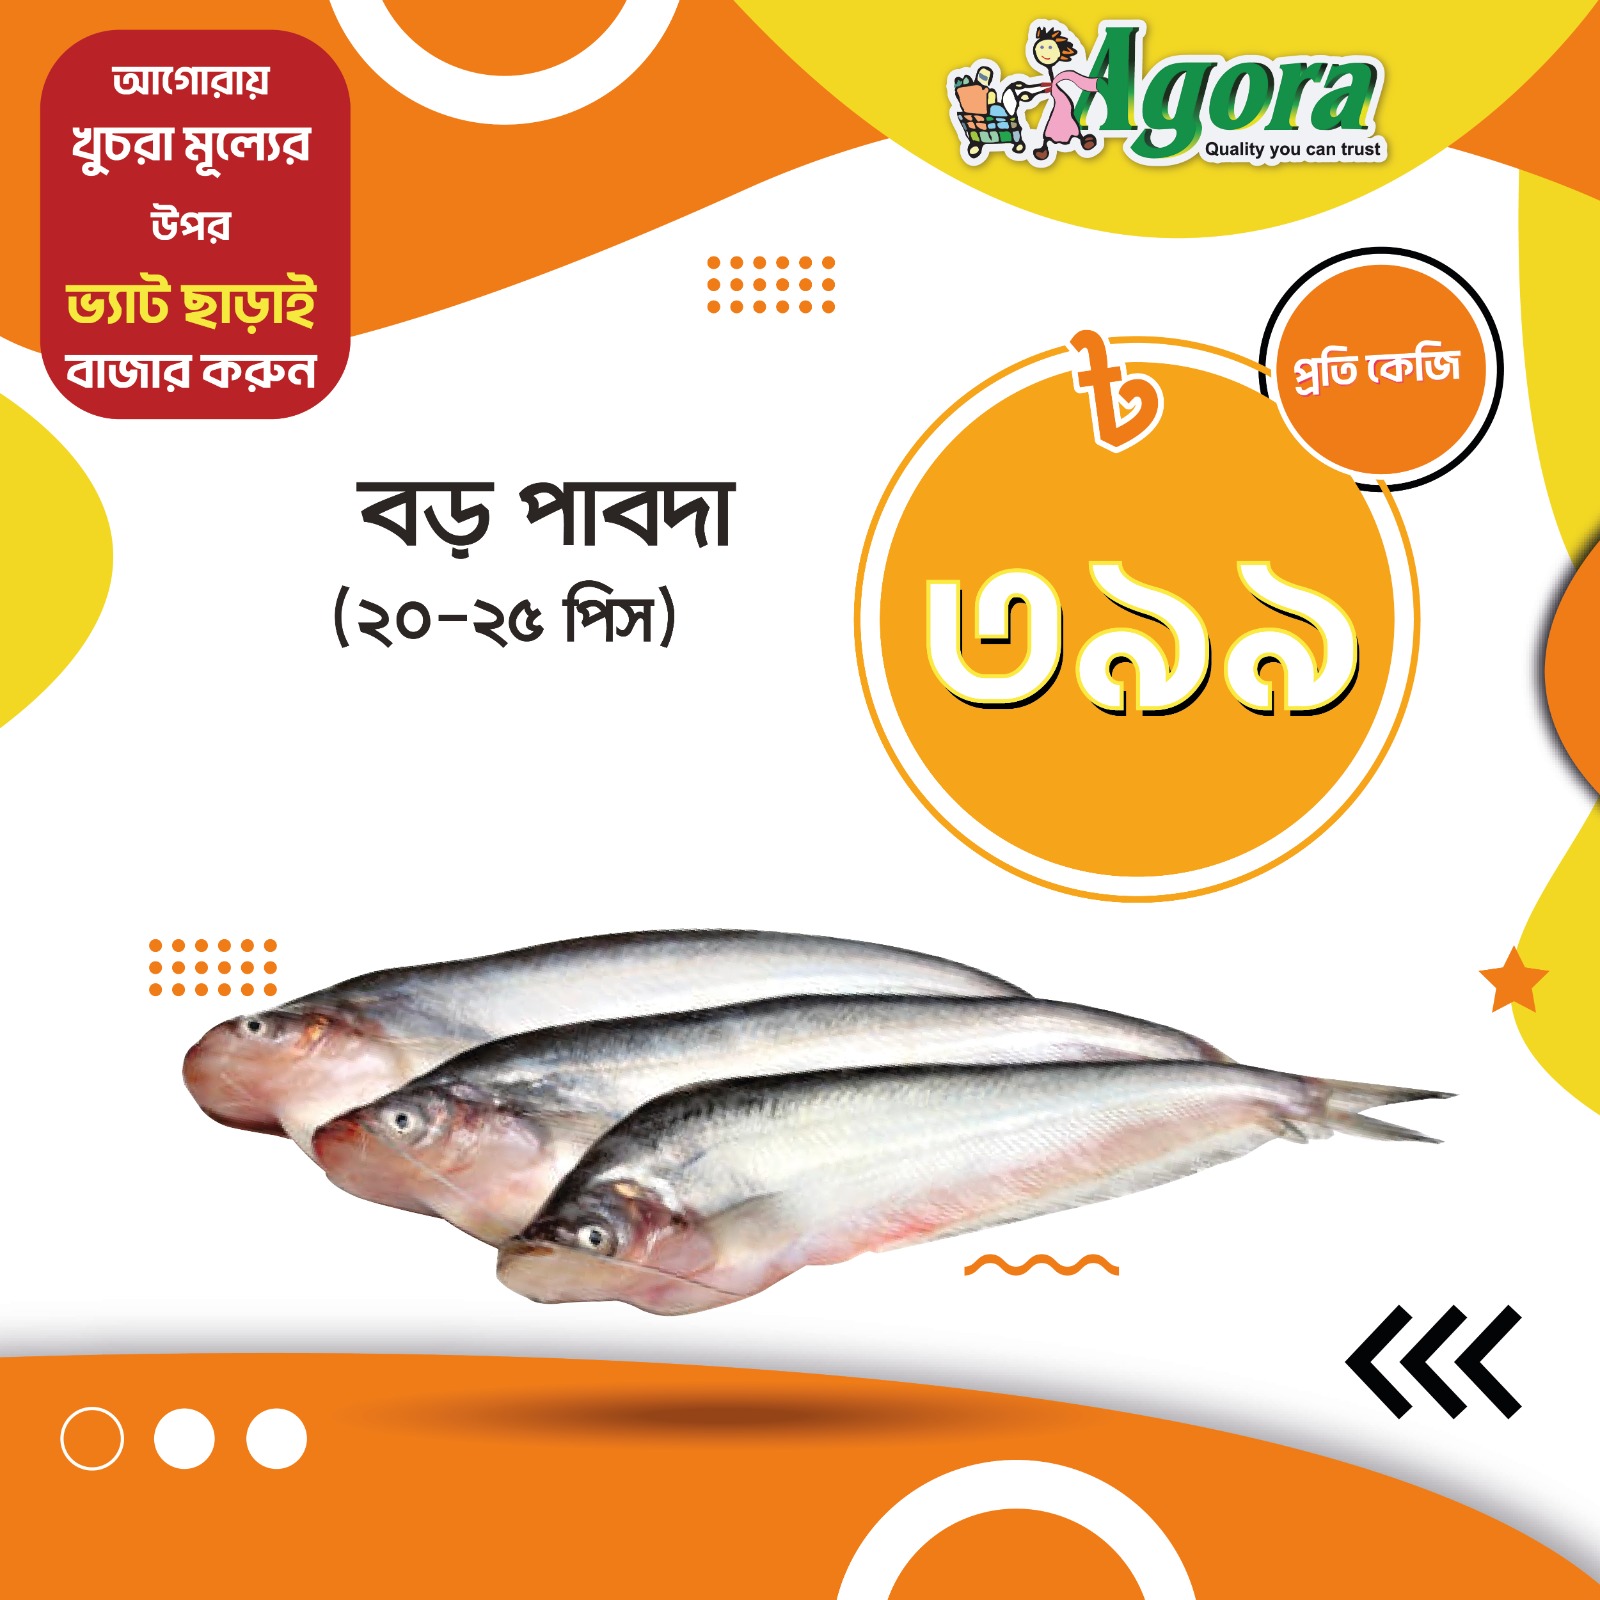 আগোরায়
খুচরা মূল্যের
উপর
ভ্যাট ছাড়াই
বাজার করুন
Agora
Quality you can trust
প্রতি কেজি
৳
৩৯৯
বড় পাবদা
(২০-২৫ পিস)